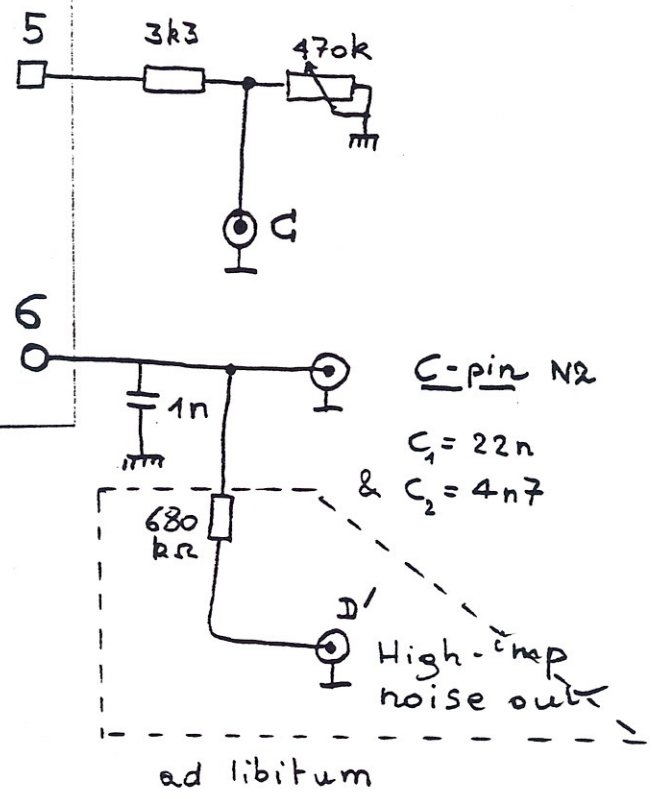 5
3k3
470k
C
6
1n
C-pin N2
C₁ = 22n
& C₂ = 4n7
680
kΩ
D'
High-imp
noise out
ad libitum